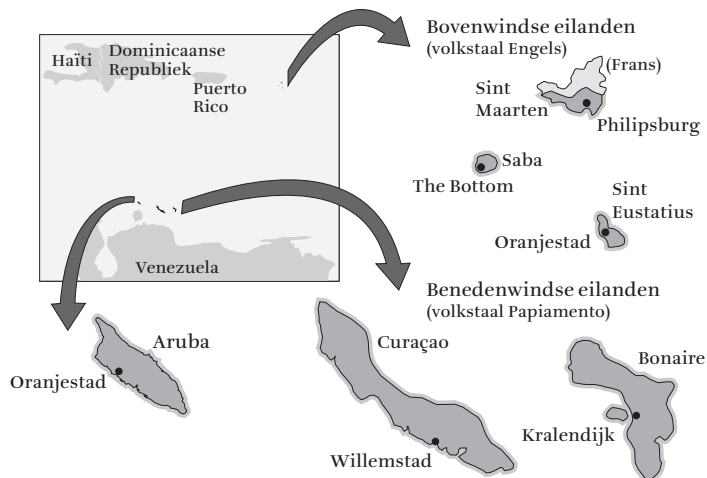 Bovenwindse eilanden
(volkstaal Engels)
Haïti
Dominicaanse
Republiek
Puerto
Rico
(Frans)
Sint
Maarten
Philipsburg
Saba
The Bottom
Sint
Eustatius
Oranjestad
Venezuela
Benedenwindse eilanden
(volkstaal Papiamento)
Aruba
Oranjestad
Curaçao
Willemstad
Bonaire
Kralendijk